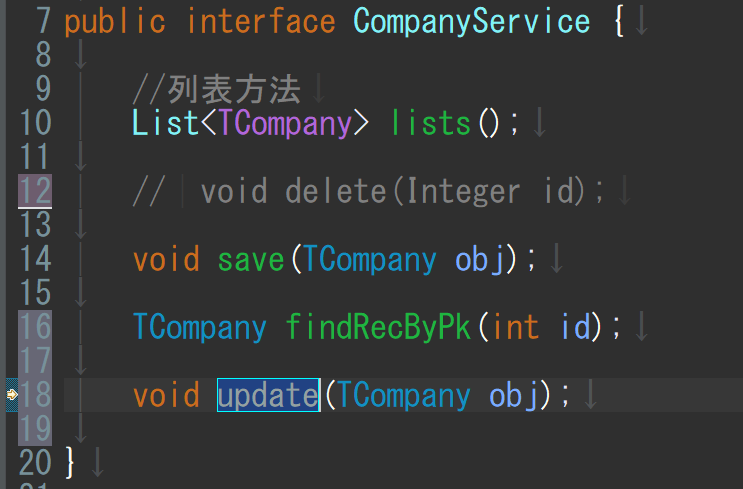 7 public interface CompanyService {↓
8 ↓
9 //列表方法↓
10 List<TCompany> lists();↓
11 ↓
12 // void delete(Integer id);↓
13 ↓
14 void save(TCompany obj);↓
15 ↓
16 TCompany findRecByPk(int id);↓
17 ↓
18 void update(TCompany obj);↓
19 ↓
20 }↓